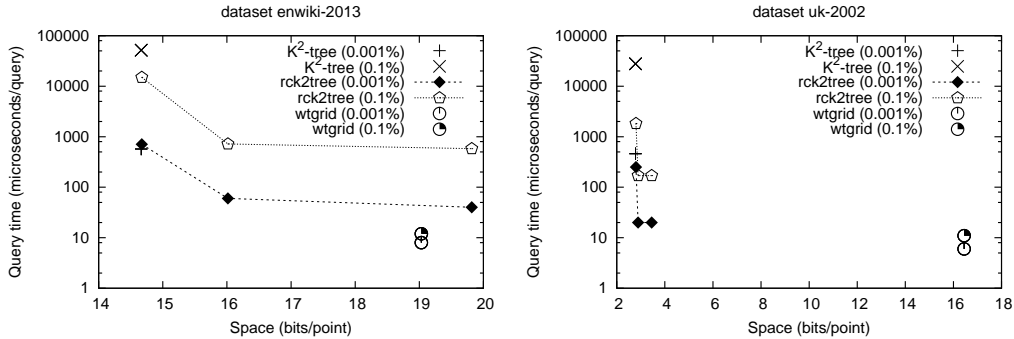 dataset enwiki-2013
Query time (microseconds/query)
100000
10000
1000
100
10
1
K²-tree (0.001%)
K²-tree (0.1%)
rck2tree (0.001%)
rck2tree (0.1%)
wtgrid (0.001%)
wtgrid (0.1%)
14 15 16 17 18 19 20
Space (bits/point)
dataset uk-2002
Query time (microseconds/query)
100000
10000
1000
100
10
1
K²-tree (0.001%)
K²-tree (0.1%)
rck2tree (0.001%)
rck2tree (0.1%)
wtgrid (0.001%)
wtgrid (0.1%)
2 4 6 8 10 12 14 16 18
Space (bits/point)